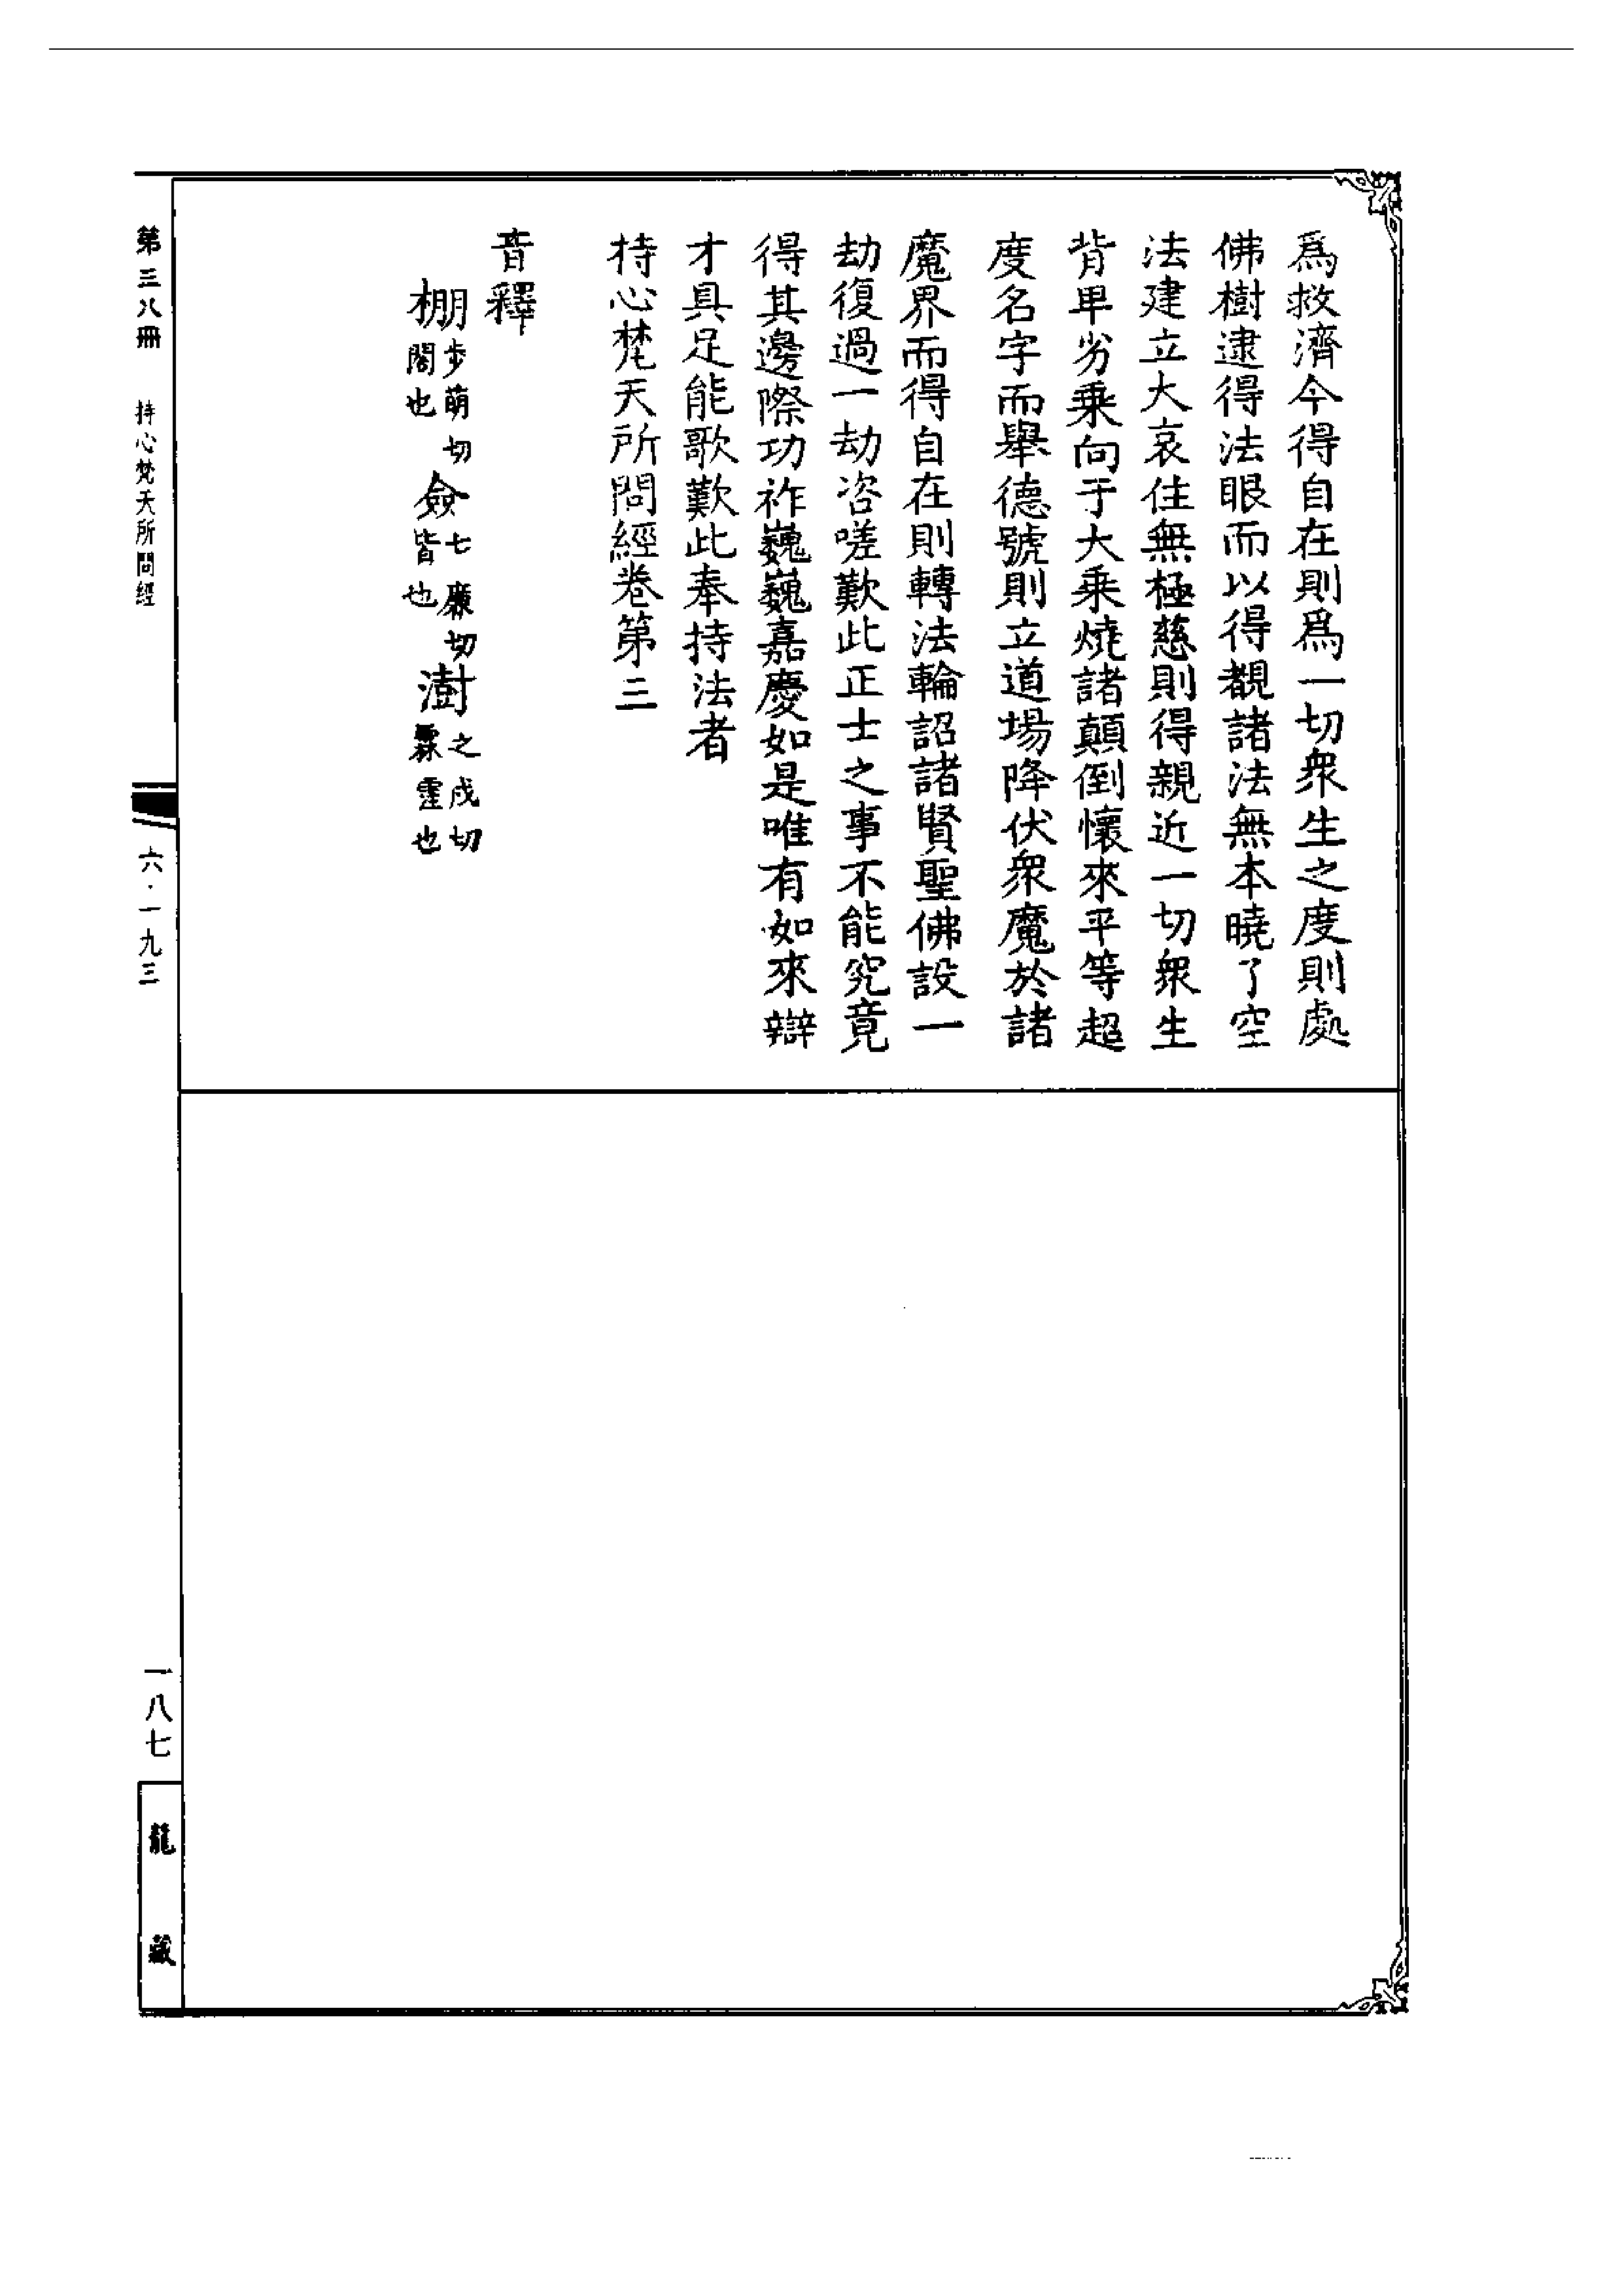 爲救濟今得自在則爲一切衆生之度則處
佛樹逮得法眼而以得覩諸法無本曉了空
法建立大哀住無極慈則得親近一切衆生
背卑劣乘向于大乘燒諸顛倒懷來平等超
度名字而舉德號則立道場降伏衆魔於諸
魔界而得自在則轉法輪詔諸賢聖佛設一
劫復過一劫咨嗟歎此正士之事不能究竟
得其邊際功祚巍巍嘉慶如是唯有如來辯
才具足能歌歎此奉持法者
持心梵天所問經卷第三
音釋
棚步萌切閣也 僉七廉切皆也 澍之戍切霖霔也
第三八冊 持心梵天所問經 六·一九三 一八七 龍藏